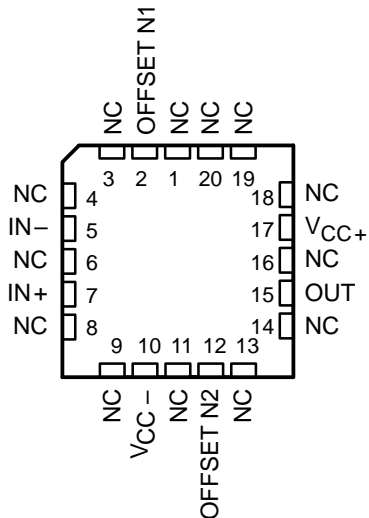 NC
OFFSET N1
NC
NC
NC
3 2 1 20 19
NC 4
IN− 5
NC 6
IN+ 7
NC 8
18 NC
17 VCC+
16 NC
15 OUT
14 NC
9 10 11 12 13
NC
VCC −
NC
OFFSET N2
NC